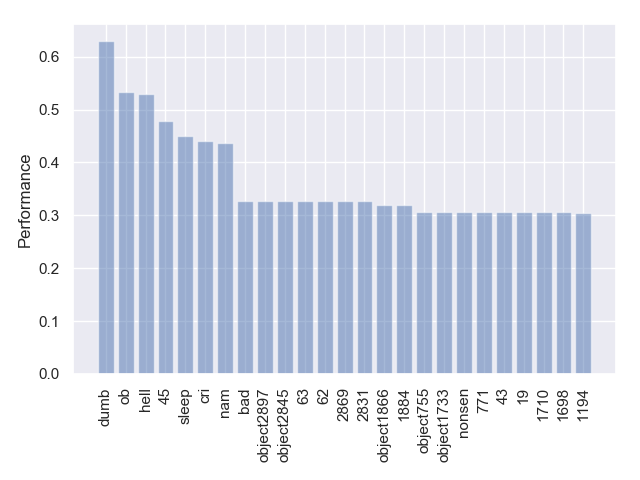 0.6
0.5
0.4
0.3
0.2
0.1
0.0
Performance
dumb
ob
hell
45
sleep
cri
nam
bad
object2897
object2845
63
62
2869
2831
object1866
1884
object755
object1733
nonsen
771
43
19
1710
1698
1194